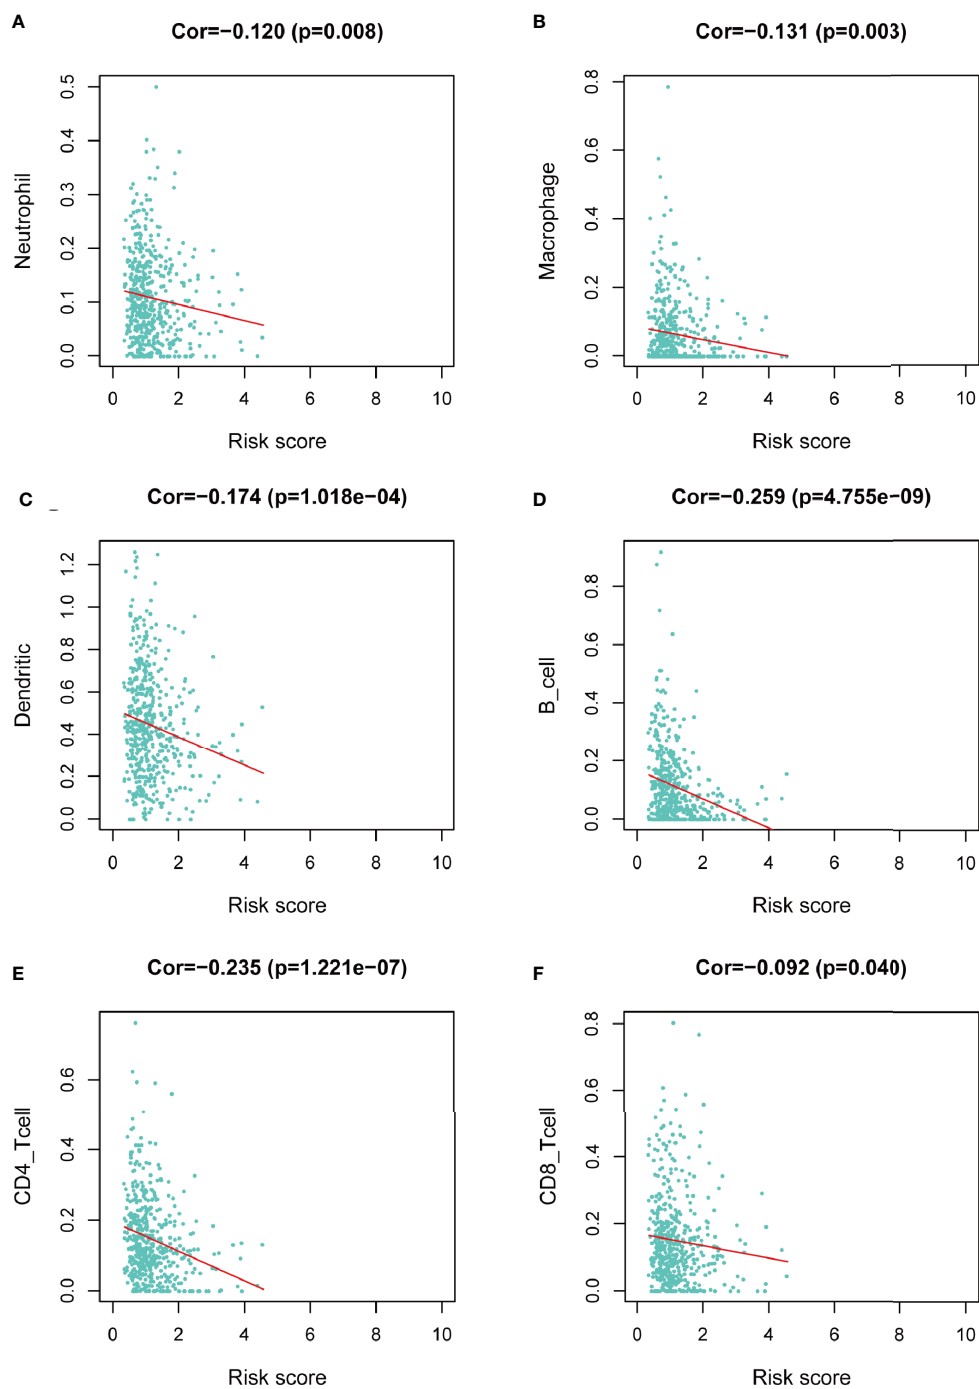 A
Cor=−0.120 (p=0.008)
Neutrophil
0.5
0.4
0.3
0.2
0.1
0.0
0 2 4 6 8 10
Risk score
B
Cor=−0.131 (p=0.003)
Macrophage
0.8
0.6
0.4
0.2
0.0
0 2 4 6 8 10
Risk score
C
Cor=−0.174 (p=1.018e−04)
Dendritic
1.2
1.0
0.8
0.6
0.4
0.2
0.0
0 2 4 6 8 10
Risk score
D
Cor=−0.259 (p=4.755e−09)
B_cell
0.8
0.6
0.4
0.2
0.0
0 2 4 6 8 10
Risk score
E
Cor=−0.235 (p=1.221e−07)
CD4_Tcell
0.6
0.4
0.2
0.0
0 2 4 6 8 10
Risk score
F
Cor=−0.092 (p=0.040)
CD8_Tcell
0.8
0.6
0.4
0.2
0.0
0 2 4 6 8 10
Risk score